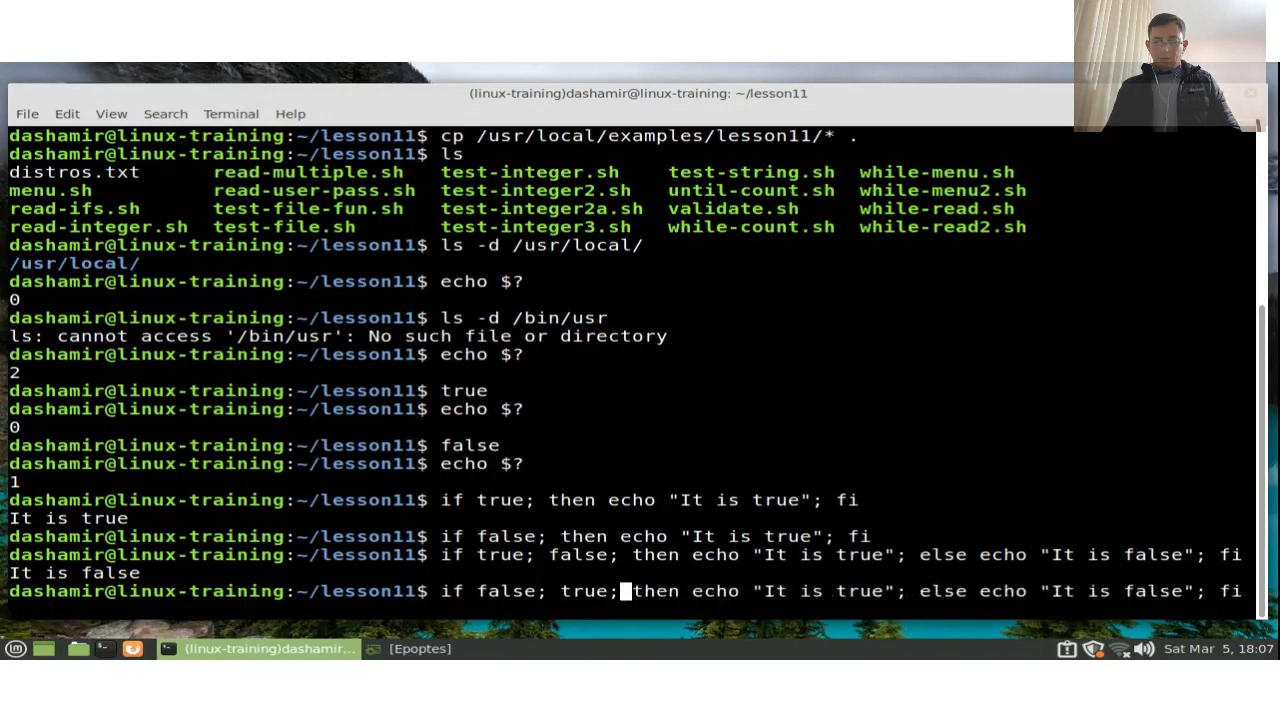 (linux-training)dashamir@linux-training: ~/lesson11
File Edit View Search Terminal Help
dashamir@linux-training:~/lesson11$ cp /usr/local/examples/lesson11/* .
dashamir@linux-training:~/lesson11$ ls
distros.txt read-multiple.sh test-integer.sh test-string.sh while-menu.sh
menu.sh read-user-pass.sh test-integer2.sh until-count.sh while-menu2.sh
read-ifs.sh test-file-fun.sh test-integer2a.sh validate.sh while-read.sh
read-integer.sh test-file.sh test-integer3.sh while-count.sh while-read2.sh
dashamir@linux-training:~/lesson11$ ls -d /usr/local/
/usr/local/
dashamir@linux-training:~/lesson11$ echo $?
0
dashamir@linux-training:~/lesson11$ ls -d /bin/usr
ls: cannot access '/bin/usr': No such file or directory
dashamir@linux-training:~/lesson11$ echo $?
2
dashamir@linux-training:~/lesson11$ true
dashamir@linux-training:~/lesson11$ echo $?
0
dashamir@linux-training:~/lesson11$ false
dashamir@linux-training:~/lesson11$ echo $?
1
dashamir@linux-training:~/lesson11$ if true; then echo "It is true"; fi
It is true
dashamir@linux-training:~/lesson11$ if false; then echo "It is true"; fi
dashamir@linux-training:~/lesson11$ if true; false; then echo "It is true"; else echo "It is false"; fi
It is false
dashamir@linux-training:~/lesson11$ if false; true; then echo "It is true"; else echo "It is false"; fi
(linux-training)dashamir... [Epoptes] Sat Mar 5, 18:07